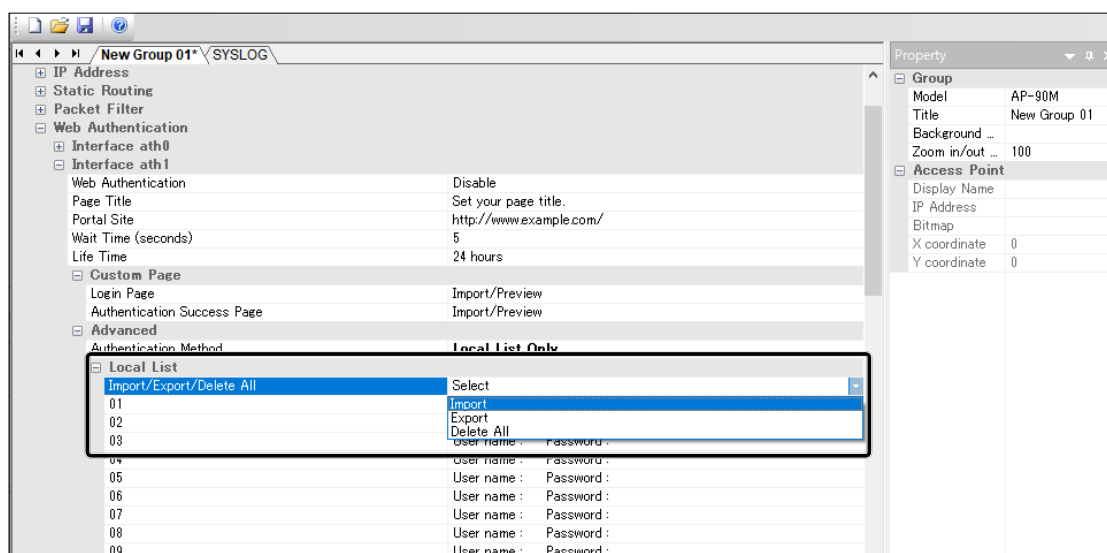 New Group 01* SYSLOG
Property
IP Address
Static Routing
Packet Filter
Web Authentication
Interface ath0
Interface ath1
Web Authentication Disable
Page Title Set your page title.
Portal Site http://www.example.com/
Wait Time (seconds) 5
Life Time 24 hours
Custom Page
Login Page Import/Preview
Authentication Success Page Import/Preview
Advanced
Authentication Method Local List Only
Local List
Import/Export/Delete All Select
Import
Export
Delete All
01
02
03 User name : Password :
04 User name : Password :
05 User name : Password :
06 User name : Password :
07 User name : Password :
08 User name : Password :
09 User name : Password :
Group
Model AP-90M
Title New Group 01
Background ...
Zoom in/out ... 100
Access Point
Display Name
IP Address
Bitmap
X coordinate 0
Y coordinate 0